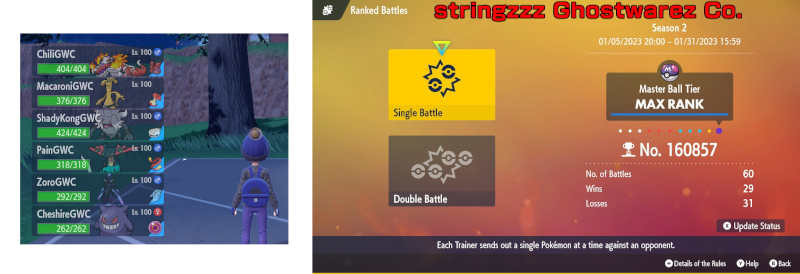 ChiliGWC Lv. 100
404/404
MacaroniGWC Lv. 100
376/376
ShadyKongGWC Lv. 100
424/424
PainGWC Lv. 100
318/318
ZoroGWC Lv. 100
292/292
CheshireGWC Lv. 100
262/262
Ranked Battles
stringzzz Ghostwarez Co.
Season 2
01/05/2023 20:00 – 01/31/2023 15:59
Single Battle
Double Battle
Master Ball Tier
MAX RANK
No. 160857
No. of Battles 60
Wins 29
Losses 31
X Update Status
Each Trainer sends out a single Pokémon at a time against an opponent.
Details of the Rules Y Help B Back